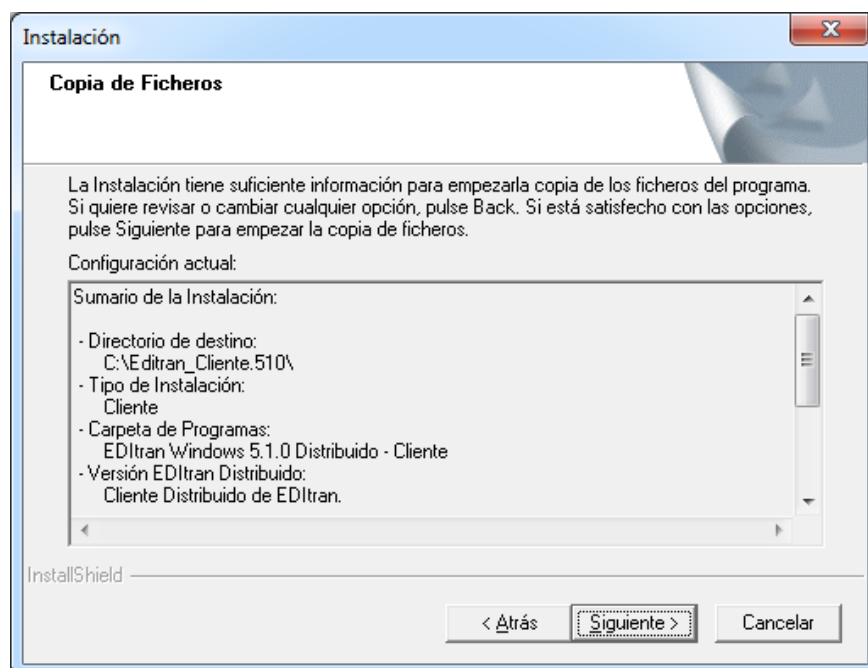 Instalación
Copia de Ficheros
La Instalación tiene suficiente información para empezarla copia de los ficheros del programa.
Si quiere revisar o cambiar cualquier opción, pulse Back. Si está satisfecho con las opciones,
pulse Siguiente para empezar la copia de ficheros.
Configuración actual:
Sumario de la Instalación:
- Directorio de destino:
C:\Editran_Cliente.510\
- Tipo de Instalación:
Cliente
- Carpeta de Programas:
EDItran Windows 5.1.0 Distribuido - Cliente
- Versión EDItran Distribuido:
Cliente Distribuido de EDItran.
InstallShield
< Atrás
Siguiente >
Cancelar